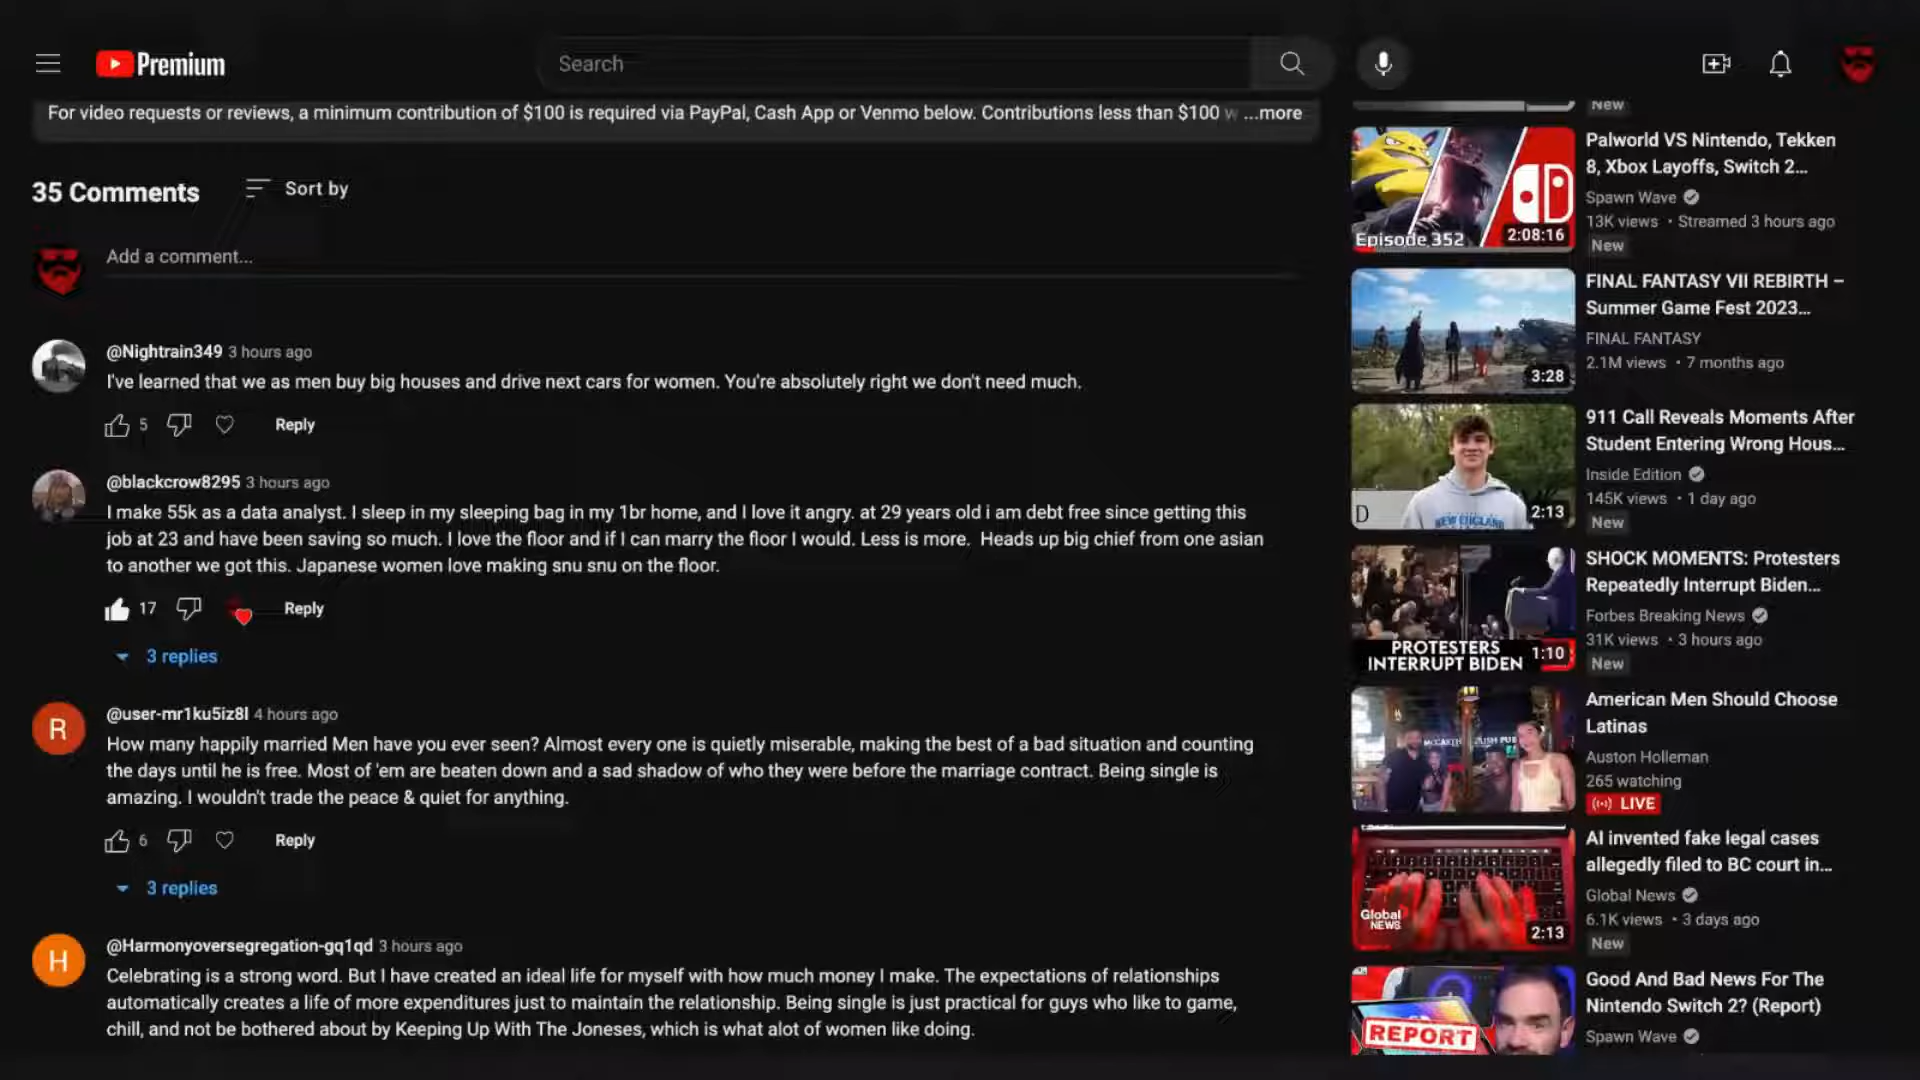 Premium
Search
For video requests or reviews, a minimum contribution of $100 is required via PayPal, Cash App or Venmo below. Contributions less than $100 w ...more
35 Comments
Sort by
Add a comment...
@Nightrain349 3 hours ago
I've learned that we as men buy big houses and drive next cars for women. You're absolutely right we don't need much.
5
Reply
@blackcrow8295 3 hours ago
I make 55k as a data analyst. I sleep in my sleeping bag in my 1br home, and I love it angry. at 29 years old i am debt free since getting this
job at 23 and have been saving so much. I love the floor and if I can marry the floor I would. Less is more. Heads up big chief from one asian
to another we got this. Japanese women love making snu snu on the floor.
17
Reply
3 replies
R
@user-mr1ku5iz8l 4 hours ago
How many happily married Men have you ever seen? Almost every one is quietly miserable, making the best of a bad situation and counting
the days until he is free. Most of 'em are beaten down and a sad shadow of who they were before the marriage contract. Being single is
amazing. I wouldn't trade the peace & quiet for anything.
6
Reply
3 replies
H
@Harmonyoversegregation-gq1qd 3 hours ago
Celebrating is a strong word. But I have created an ideal life for myself with how much money I make. The expectations of relationships
automatically creates a life of more expenditures just to maintain the relationship. Being single is just practical for guys who like to game,
chill, and not be bothered about by Keeping Up With The Joneses, which is what alot of women like doing.
New
Episode 352
2:08:16
Palworld VS Nintendo, Tekken
8, Xbox Layoffs, Switch 2...
Spawn Wave
13K views • Streamed 3 hours ago
New
3:28
FINAL FANTASY VII REBIRTH –
Summer Game Fest 2023...
FINAL FANTASY
2.1M views • 7 months ago
D
NEW ENGLAND
2:13
911 Call Reveals Moments After
Student Entering Wrong Hous...
Inside Edition
145K views • 1 day ago
New
PROTESTERS
INTERRUPT BIDEN
1:10
SHOCK MOMENTS: Protesters
Repeatedly Interrupt Biden...
Forbes Breaking News
31K views • 3 hours ago
New
American Men Should Choose
Latinas
Auston Holleman
265 watching
LIVE
Global
NEWS
2:13
AI invented fake legal cases
allegedly filed to BC court in...
Global News
6.1K views • 3 days ago
New
REPORT
Good And Bad News For The
Nintendo Switch 2? (Report)
Spawn Wave